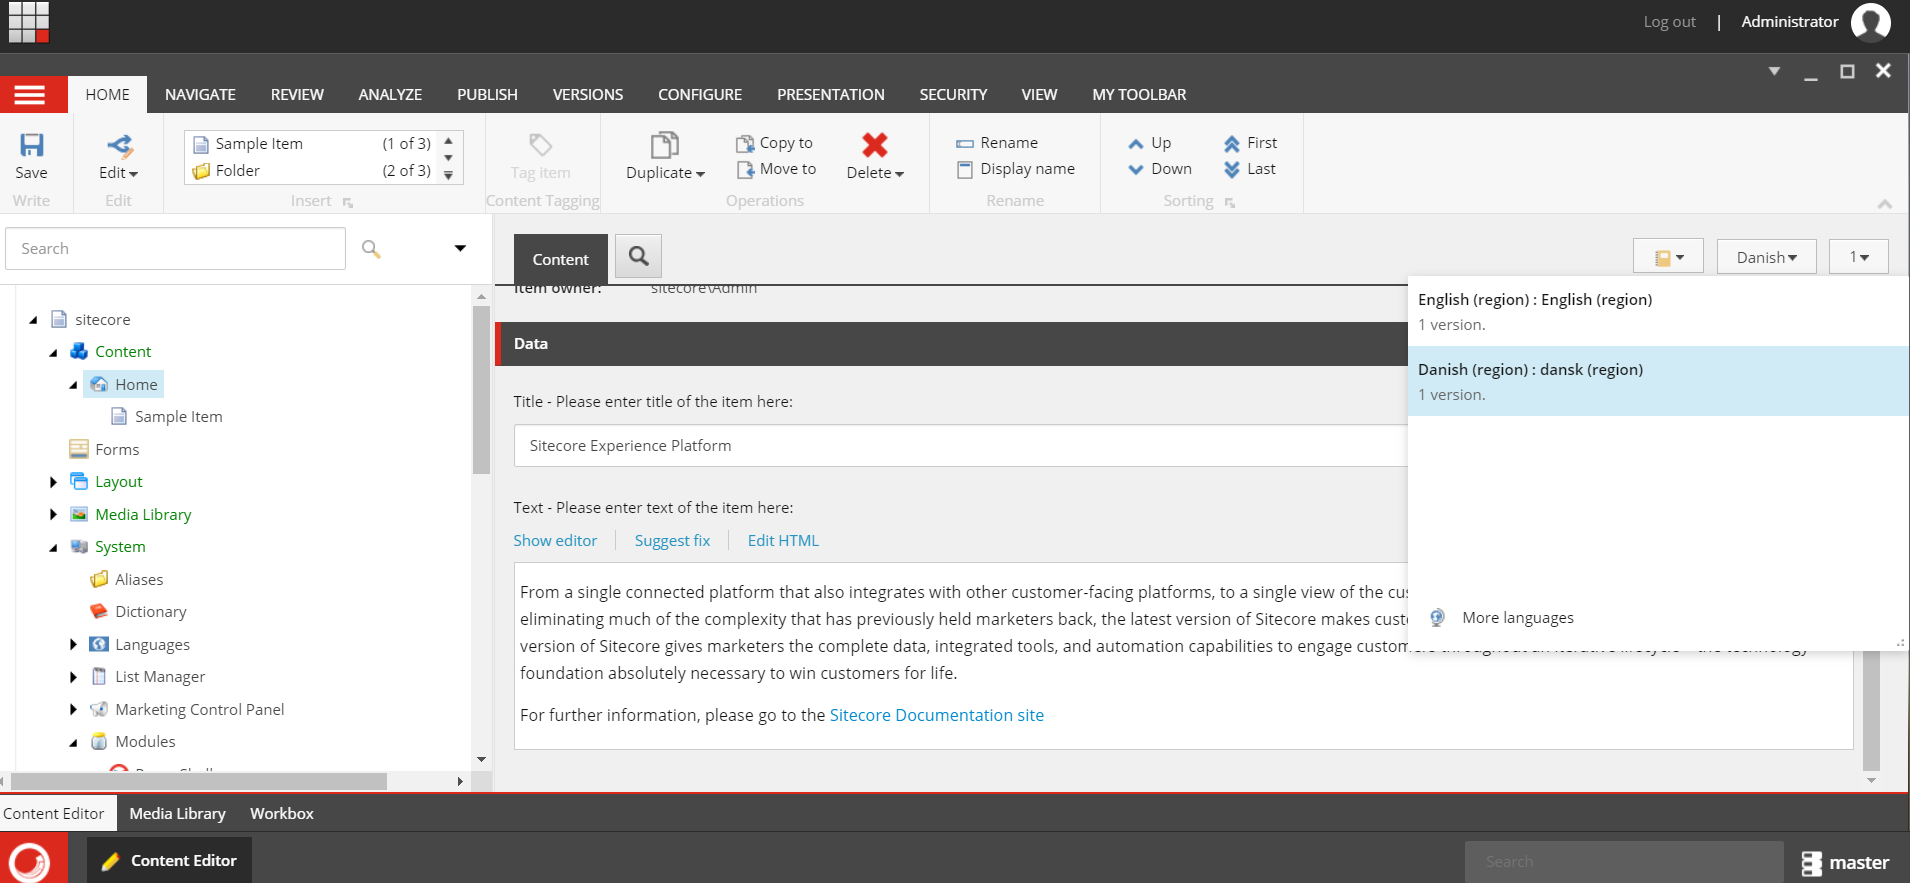 Log out | Administrator
HOME NAVIGATE REVIEW ANALYZE PUBLISH VERSIONS CONFIGURE PRESENTATION SECURITY VIEW MY TOOLBAR
Save
Write
Edit
Edit
Sample Item (1 of 3)
Folder (2 of 3)
Insert
Tag item
Content Tagging
Duplicate
Copy to
Move to
Delete
Operations
Rename
Display name
Rename
Up
Down
First
Last
Sorting
Search
sitecore
Content
Home
Sample Item
Forms
Layout
Media Library
System
Aliases
Dictionary
Languages
List Manager
Marketing Control Panel
Modules
Content
Danish
1
Item owner: sitecore\Admin
Data
Title - Please enter title of the item here:
Sitecore Experience Platform
Text - Please enter text of the item here:
Show editor Suggest fix Edit HTML
From a single connected platform that also integrates with other customer-facing platforms, to a single view of the
eliminating much of the complexity that has previously held marketers back, the latest version of Sitecore makes
version of Sitecore gives marketers the complete data, integrated tools, and automation capabilities to engage customers throughout an iterative lifecycle – the technology
foundation absolutely necessary to win customers for life.
For further information, please go to the Sitecore Documentation site
English (region) : English (region)
1 version.
Danish (region) : dansk (region)
1 version.
More languages
Content Editor Media Library Workbox
Content Editor
Search
master